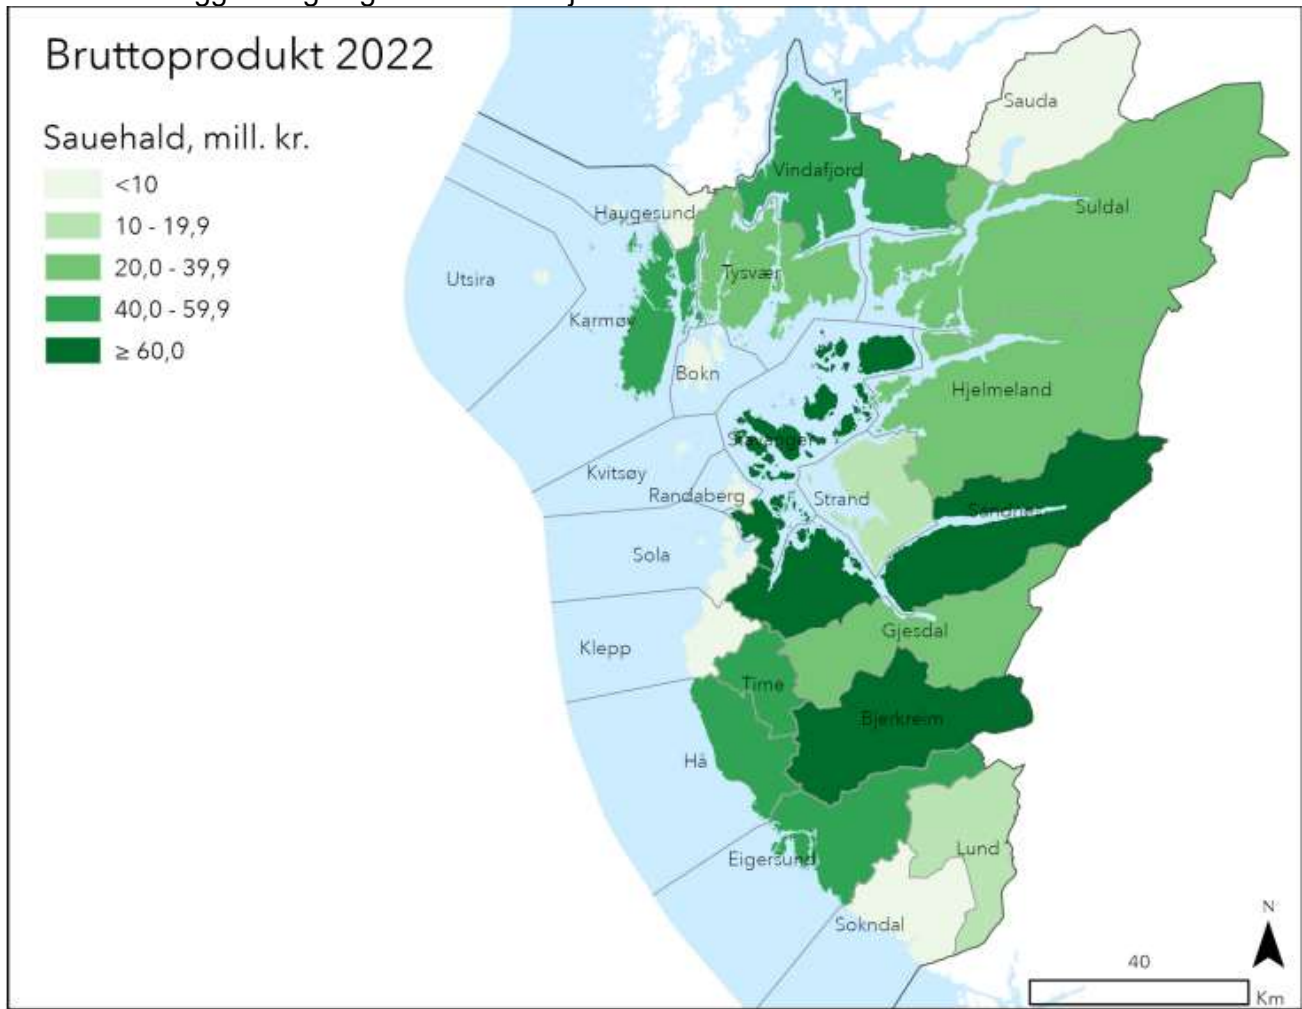 Bruttoprodukt 2022
Sauehald, mill. kr.
<10
10 - 19,9
20,0 - 39,9
40,0 - 59,9
≥ 60,0
Sauda
Vindafjord
Suldal
Haugesund
Tysvær
Utsira
Karmøy
Bokn
Hjelmeland
Stavanger
Kvitsøy
Randaberg
Strand
Sandnes
Sola
Gjesdal
Klepp
Time
Bjerkreim
Hå
Eigersund
Lund
Sokndal
N
40
Km